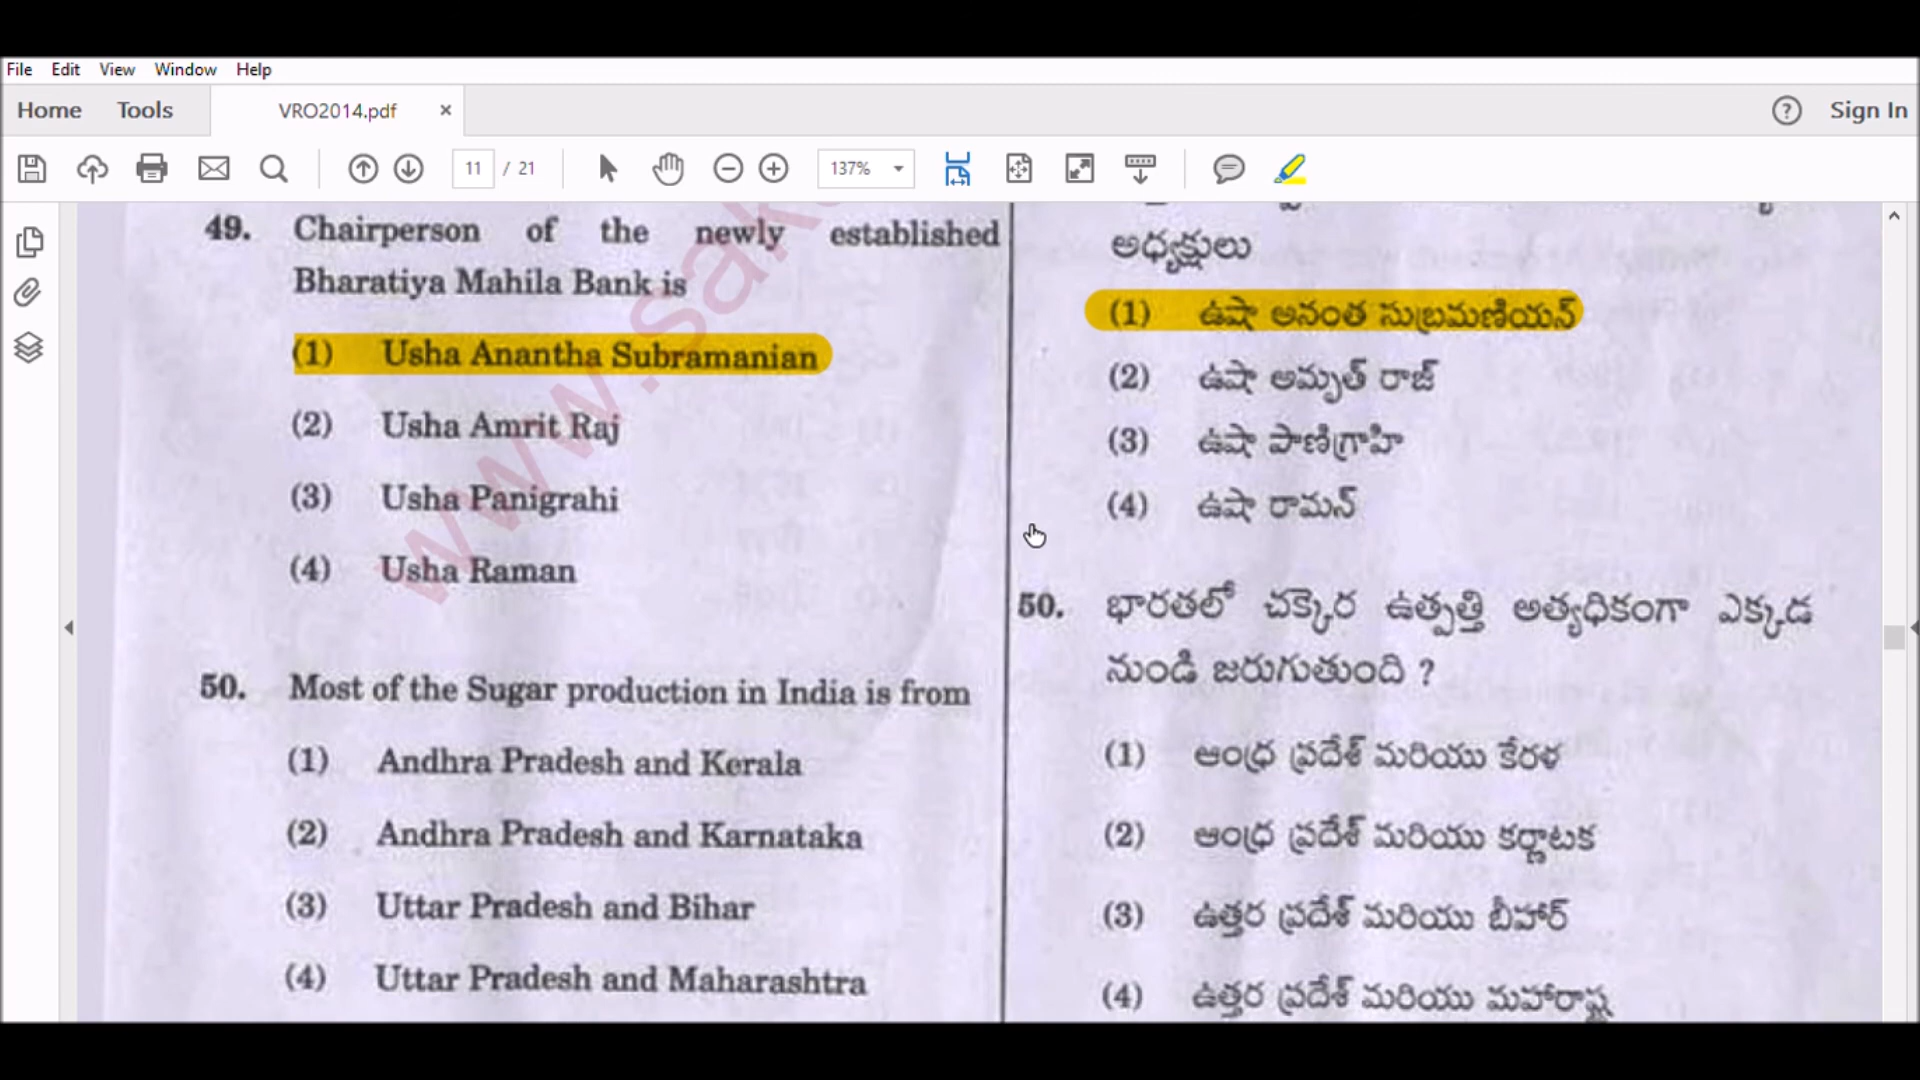 File Edit View Window Help
Home Tools VRO2014.pdf × ? Sign In
11 / 21 137%
49. Chairperson of the newly established
Bharatiya Mahila Bank is
(1) Usha Anantha Subramanian
(2) Usha Amrit Raj
(3) Usha Panigrahi
(4) Usha Raman
50. Most of the Sugar production in India is from
(1) Andhra Pradesh and Kerala
(2) Andhra Pradesh and Karnataka
(3) Uttar Pradesh and Bihar
(4) Uttar Pradesh and Maharashtra
అధ్యక్షులు
(1) ఉషా అనంత సుబ్రమణియన్
(2) ఉషా అమృత్ రాజ్
(3) ఉషా పాణిగ్రాహి
(4) ఉషా రామన్
50. భారతలో చక్కెర ఉత్పత్తి అత్యధికంగా ఎక్కడ
నుండి జరుగుతుంది ?
(1) ఆంధ్ర ప్రదేశ్ మరియు కేరళ
(2) ఆంధ్ర ప్రదేశ్ మరియు కర్ణాటక
(3) ఉత్తర ప్రదేశ్ మరియు బీహార్
(4) ఉత్తర ప్రదేశ్ మరియు మహారాష్ట్ర
www.sak